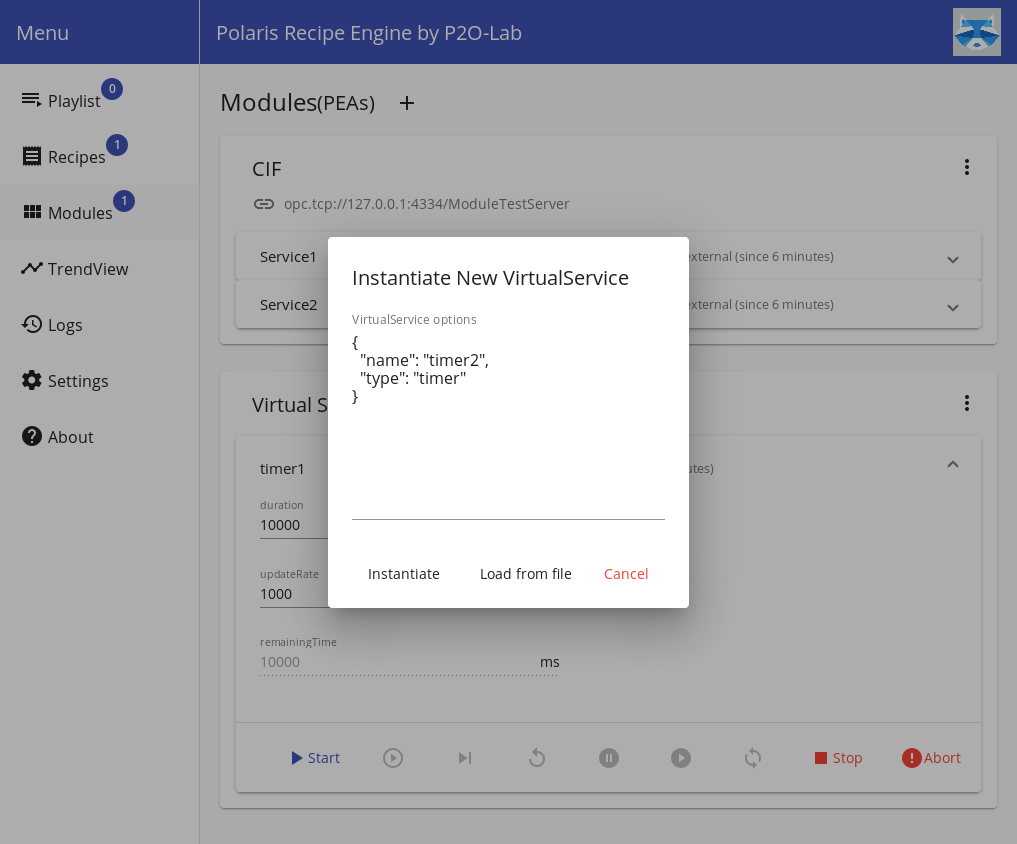 Menu
Polaris Recipe Engine by P2O-Lab
Playlist
0
Recipes
1
Modules
1
TrendView
Logs
Settings
About
Modules(PEAs) +
CIF
opc.tcp://127.0.0.1:4334/ModuleTestServer
Service1
external (since 6 minutes)
Service2
external (since 6 minutes)
Virtual S
timer1
duration
10000
updateRate
1000
remainingTime
10000
ms
Start
Stop
Abort
Instantiate New VirtualService
VirtualService options
{
"name": "timer2",
"type": "timer"
}
Instantiate
Load from file
Cancel